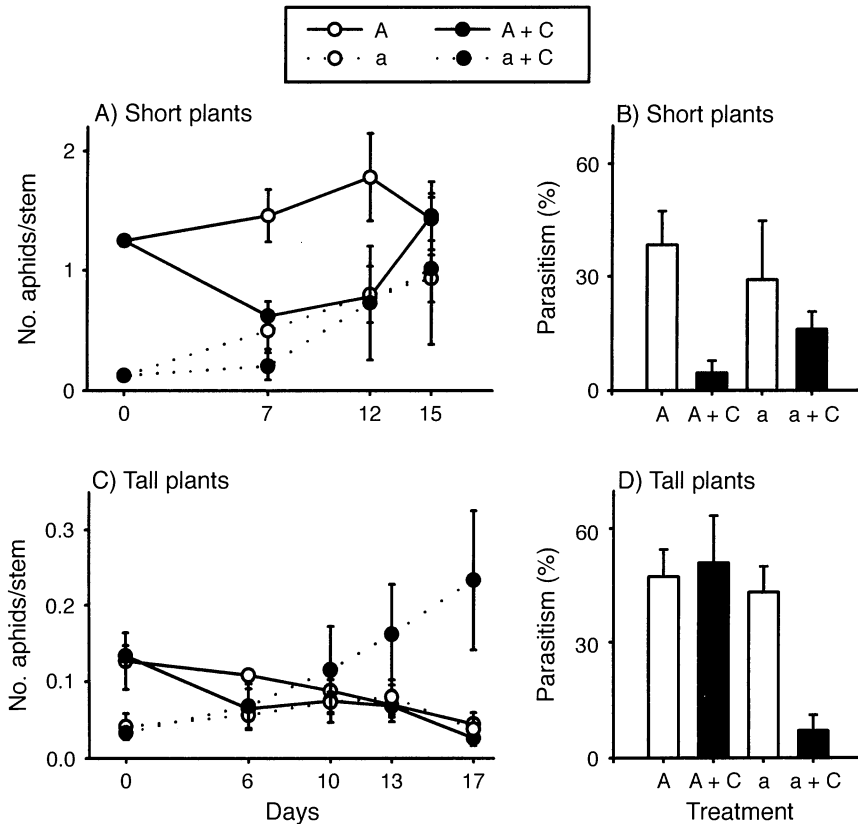 A A + C
a a + C
A) Short plants
No. aphids/stem
2
1
0
0 7 12 15
B) Short plants
Parasitism (%)
60
30
0
A A + C a a + C
C) Tall plants
No. aphids/stem
0.3
0.2
0.1
0.0
0 6 10 13 17
Days
D) Tall plants
Parasitism (%)
60
30
0
A A + C a a + C
Treatment